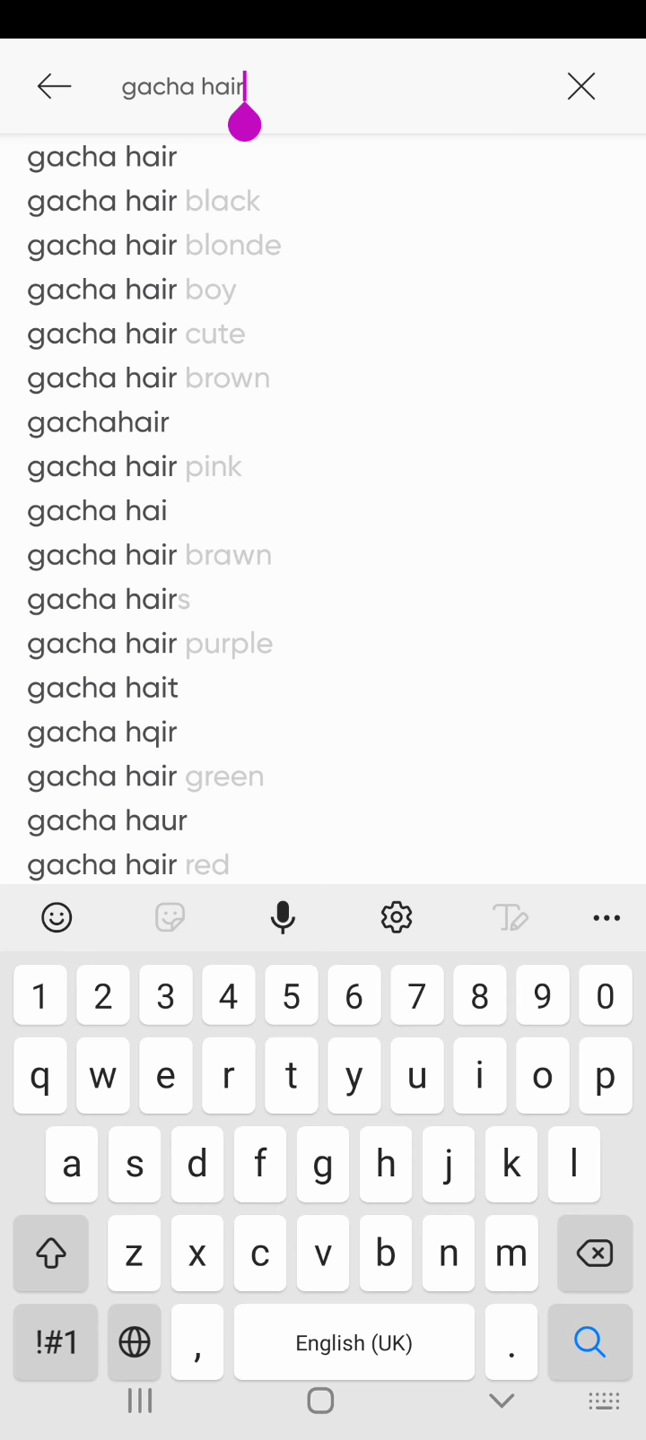 gacha hair
gacha hair
gacha hair black
gacha hair blonde
gacha hair boy
gacha hair cute
gacha hair brown
gachahair
gacha hair pink
gacha hai
gacha hair brawn
gacha hairs
gacha hair purple
gacha hait
gacha hqir
gacha hair green
gacha haur
gacha hair red
1 2 3 4 5 6 7 8 9 0
q w e r t y u i o p
a s d f g h j k l
z x c v b n m
!#1 , English (UK) .